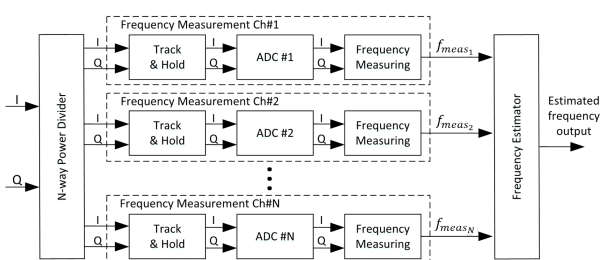 Frequency Measurement Ch#1
I
Q
Track & Hold
I
Q
ADC #1
I
Q
Frequency Measuring
f_meas₁
Frequency Measurement Ch#2
I
Q
N-way Power Divider
I
Q
Track & Hold
I
Q
ADC #2
I
Q
Frequency Measuring
f_meas₂
Frequency Estimator
Estimated
frequency
output
Frequency Measurement Ch#N
I
Q
Track & Hold
I
Q
ADC #N
I
Q
Frequency Measuring
f_measN